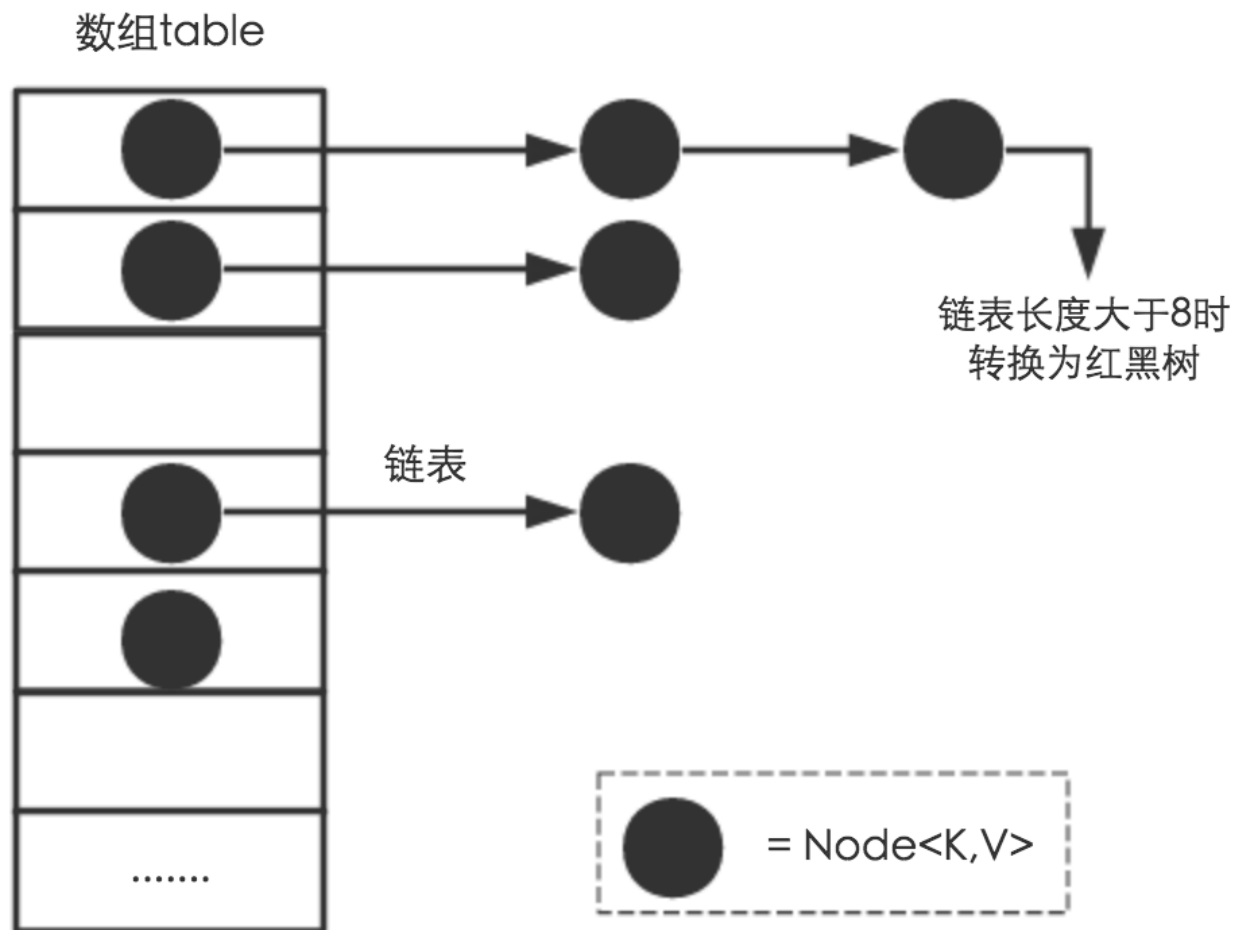 数组table
链表长度大于8时
转换为红黑树
链表
= Node<K,V>
.......